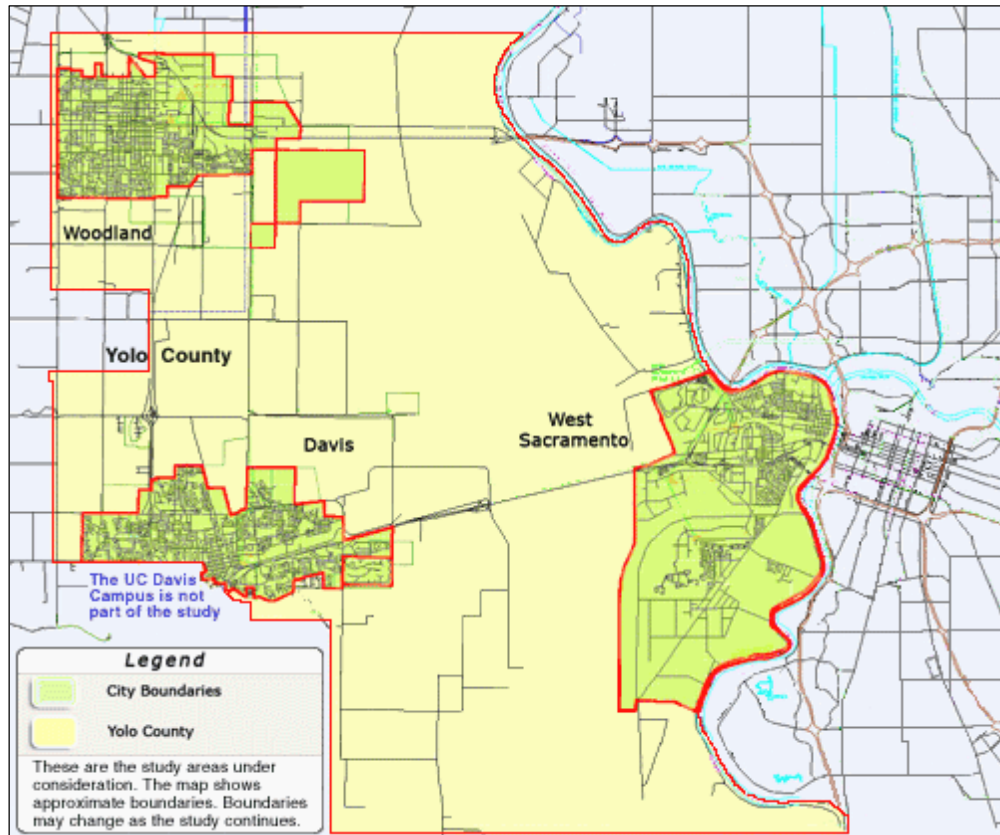 Woodland
Yolo County
Davis
West
Sacramento
The UC Davis
Campus is not
part of the study
Legend
City Boundaries
Yolo County
These are the study areas under
consideration. The map shows
approximate boundaries. Boundaries
may change as the study continues.